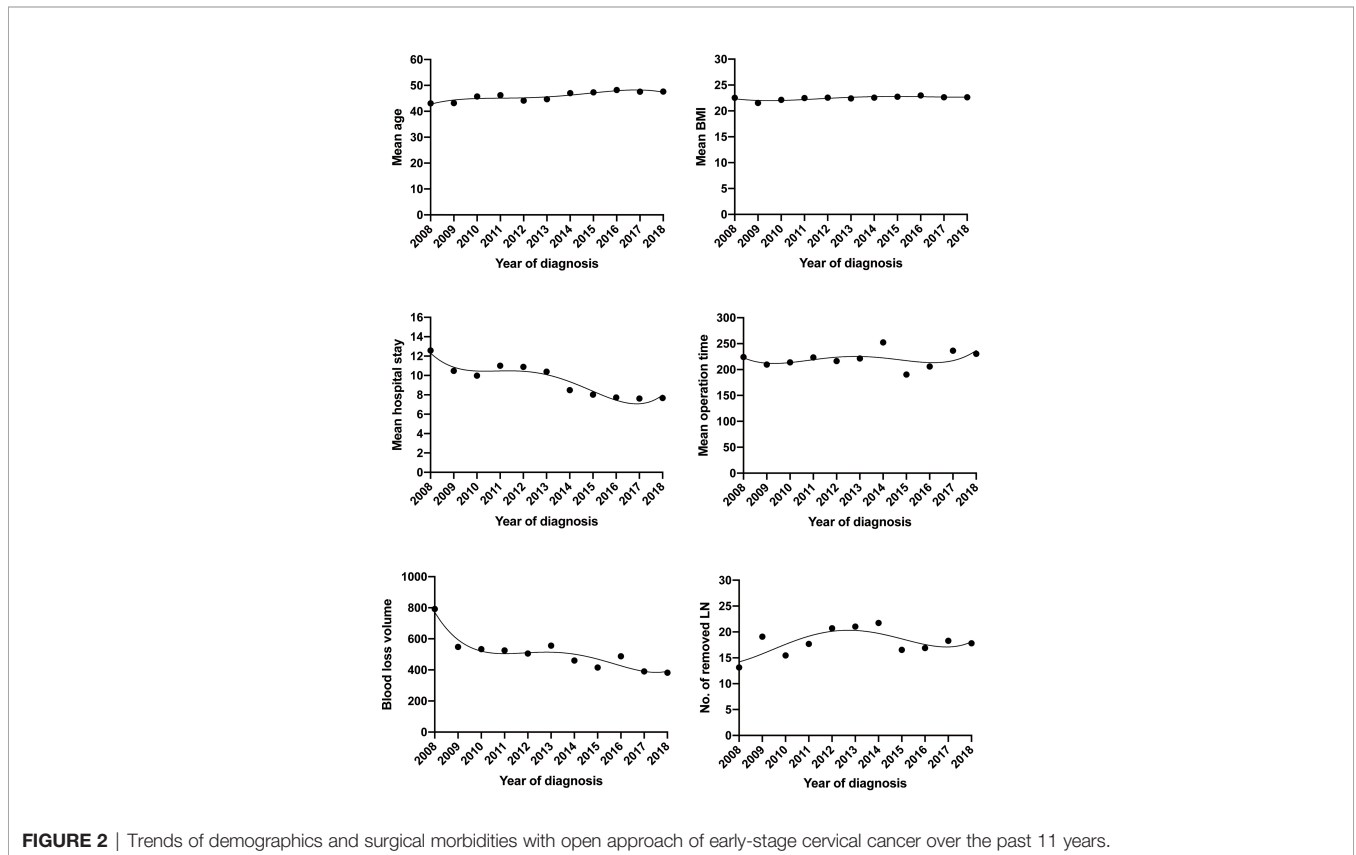 60
50
40
30
20
10
0
Mean age
2008 2009 2010 2011 2012 2013 2014 2015 2016 2017 2018
Year of diagnosis
30
25
20
15
10
5
0
Mean BMI
2008 2009 2010 2011 2012 2013 2014 2015 2016 2017 2018
Year of diagnosis
16
14
12
10
8
6
4
2
0
Mean hospital stay
2008 2009 2010 2011 2012 2013 2014 2015 2016 2017 2018
Year of diagnosis
300
250
200
150
100
50
0
Mean operation time
2008 2009 2010 2011 2012 2013 2014 2015 2016 2017 2018
Year of diagnosis
1000
800
600
400
200
0
Blood loss volume
2008 2009 2010 2011 2012 2013 2014 2015 2016 2017 2018
Year of diagnosis
30
25
20
15
10
5
0
No. of removed LN
2008 2009 2010 2011 2012 2013 2014 2015 2016 2017 2018
Year of diagnosis
FIGURE 2 | Trends of demographics and surgical morbidities with open approach of early-stage cervical cancer over the past 11 years.